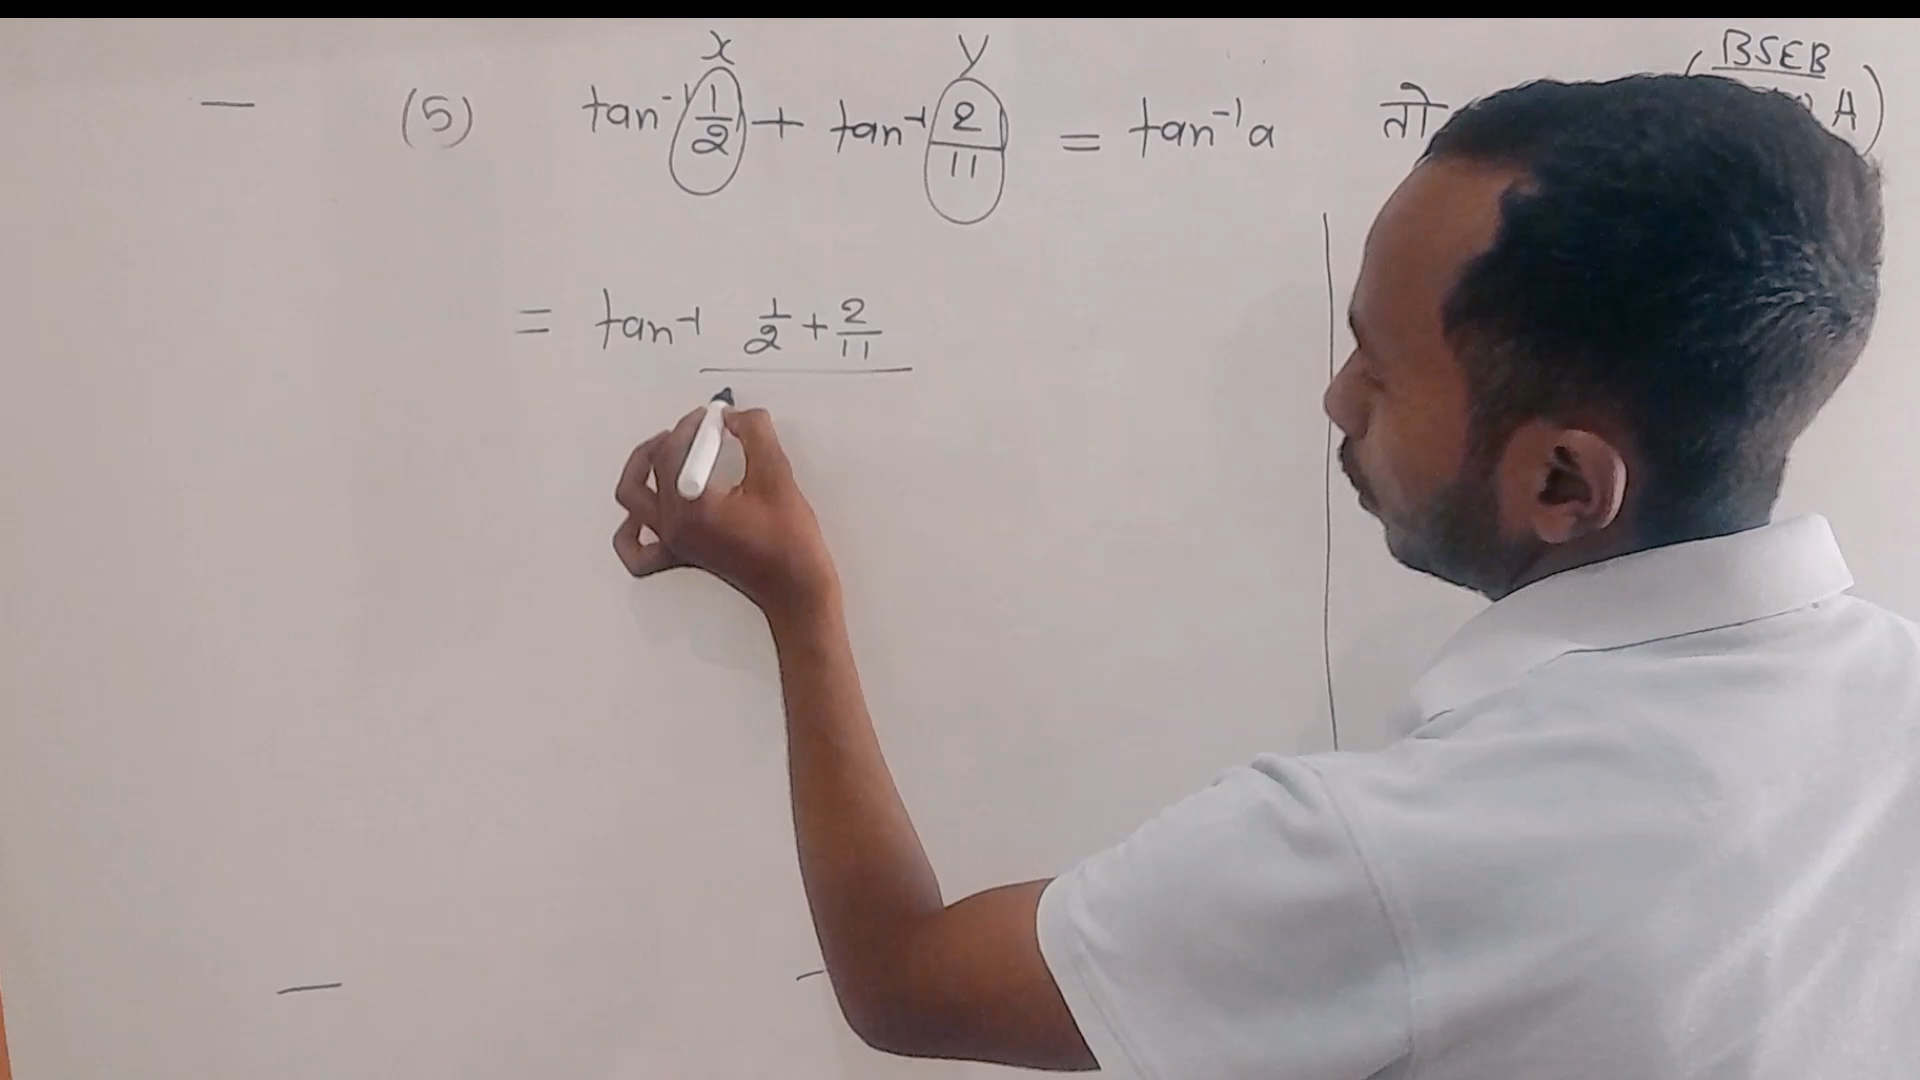 x y BSEB
(5) tan⁻¹ 1/2 + tan⁻¹ 2/11 = tan⁻¹a तो A)
= tan⁻¹ 1/2 + 2/11